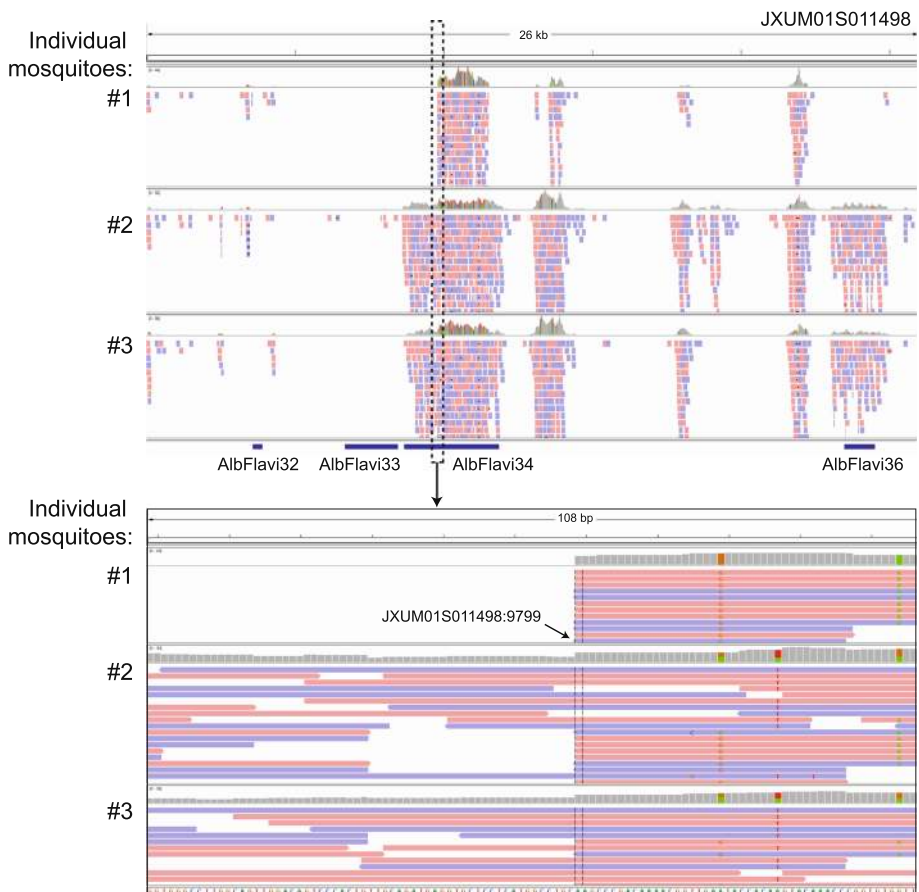 JXUM01S011498
26 kb
Individual
mosquitoes:
#1
#2
#3
AlbFlavi32 AlbFlavi33 AlbFlavi34 AlbFlavi36
Individual
mosquitoes:
108 bp
#1
JXUM01S011498:9799
#2
#3